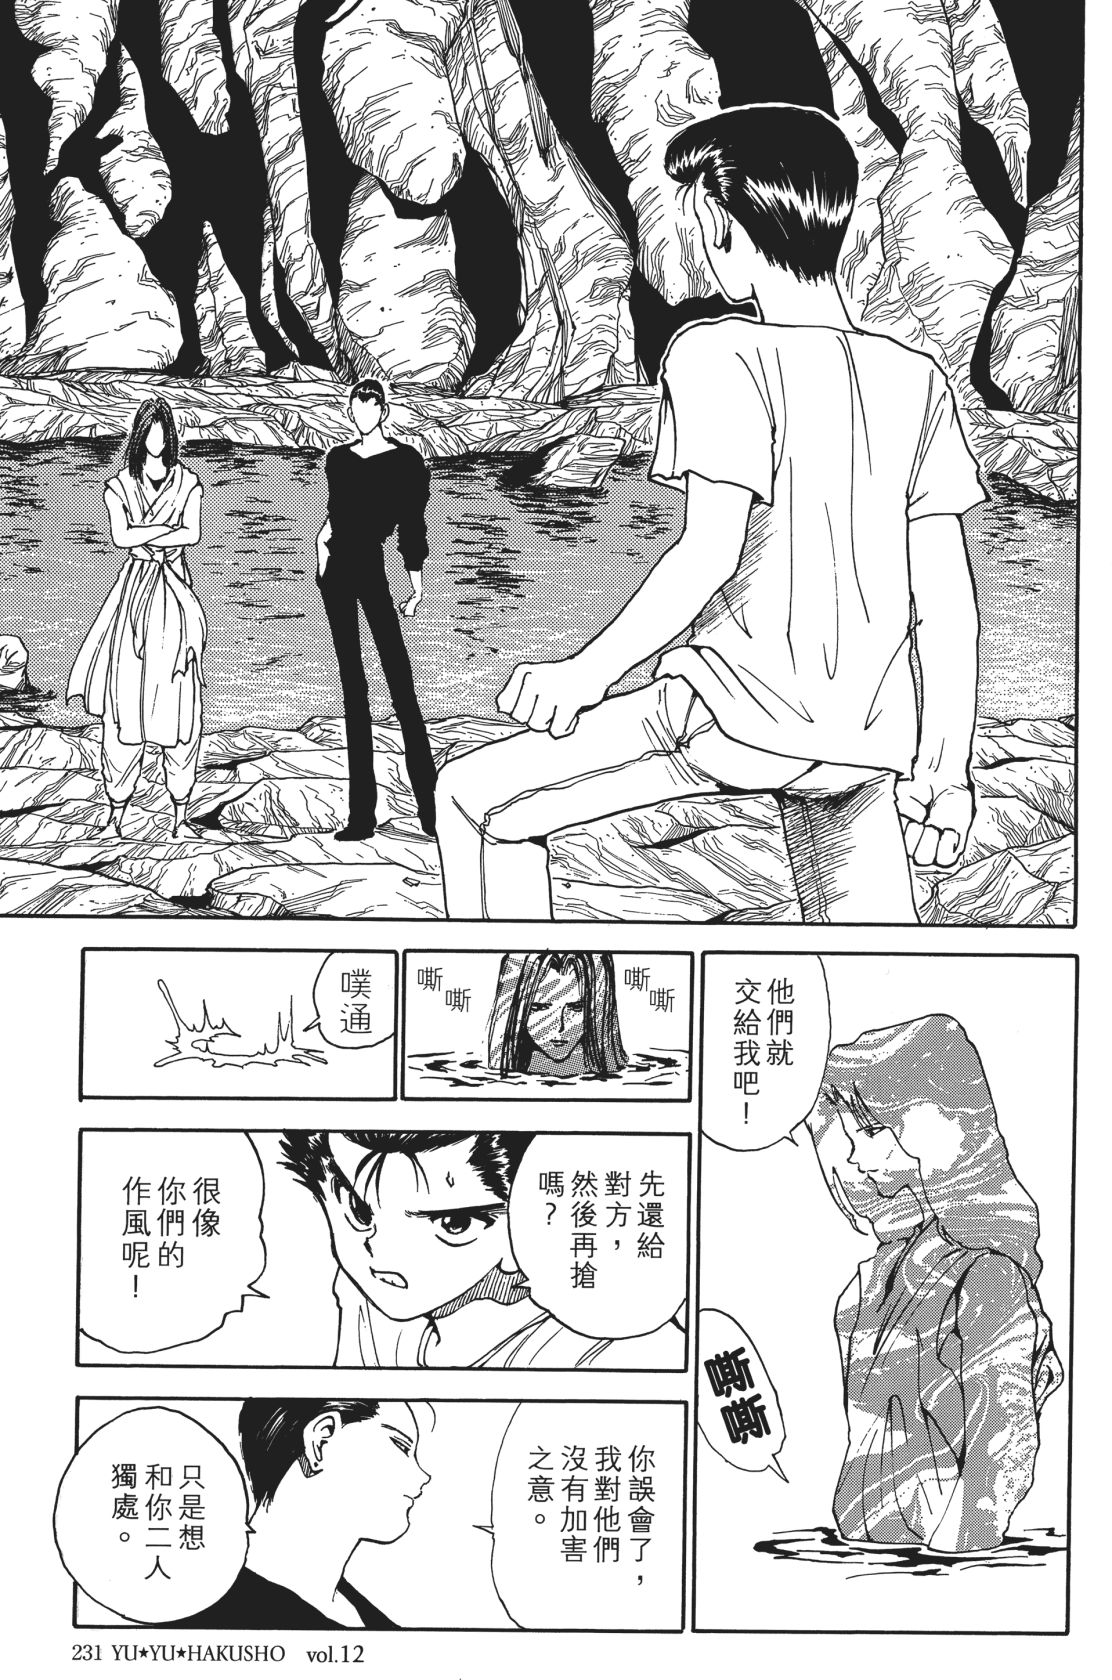 他們就
交給我吧！
嘶嘶
嘶嘶
嘶嘶
噗通
先還給
對方，
然後再搶
嗎？
很像
你們的
作風呢！
你誤會了，
我對他們
沒有加害
之意。
只是想
和你二人
獨處。
231 YU★YU★HAKUSHO vol.12